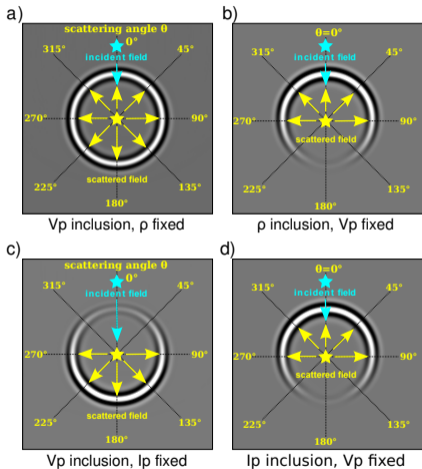 a)
scattering angle θ
0°
315°
45°
incident field
270°
90°
scattered field
225°
135°
180°
Vp inclusion, ρ fixed
b)
θ=0°
315°
45°
incident field
270°
90°
scattered field
225°
135°
180°
ρ inclusion, Vp fixed
c)
scattering angle θ
0°
315°
45°
incident field
270°
90°
scattered field
225°
135°
180°
Vp inclusion, Ip fixed
d)
θ=0°
315°
45°
incident field
270°
90°
scattered field
225°
135°
180°
Ip inclusion, Vp fixed